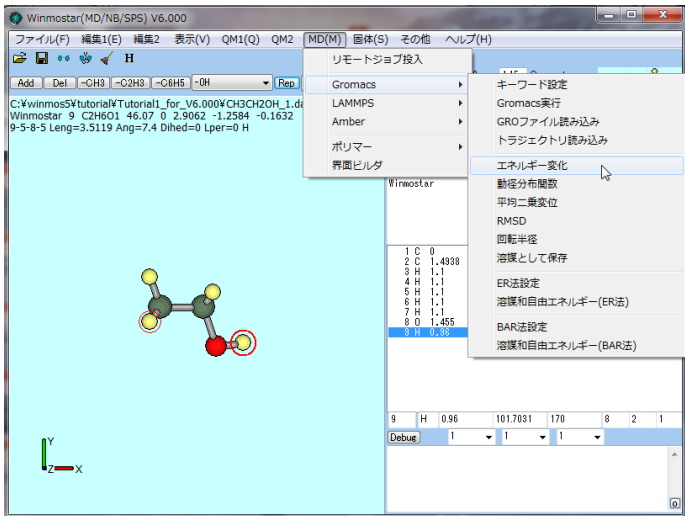 Winmostar(MD/NB/SPS) V6.000
ファイル(F) 編集1(E) 編集2 表示(V) QM1(Q) QM2 MD(M) 固体(S) その他 ヘルプ(H)
H
Add Del -CH3 -C2H3 -C6H5 -OH Rep
C:¥winmos5¥tutorial¥Tutorial1_for_V6.000¥CH3CH2OH_1.da
Winmostar 9 C2H6O1 46.07 0 2.9062 -1.2584 -0.1632
9-5-8-5 Leng=3.5119 Ang=7.4 Dihed=0 Lper=0 H
リモートジョブ投入
Gromacs
LAMMPS
Amber
ポリマー
界面ビルダ
キーワード設定
Gromacs実行
GROファイル読み込み
トラジェクトリ読み込み
エネルギー変化
動径分布関数
平均二乗変位
RMSD
回転半径
溶媒として保存
ER法設定
溶媒和自由エネルギー(ER法)
BAR法設定
溶媒和自由エネルギー(BAR法)
Winmostar
1 C 0
2 C 1.4938
3 H 1.1
4 H 1.1
5 H 1.1
6 H 1.1
7 H 1.1
8 O 1.455
9 H 0.96
9 H 0.96 101.7031 170 8 2 1
Debug 1 1 1
Y
Z X